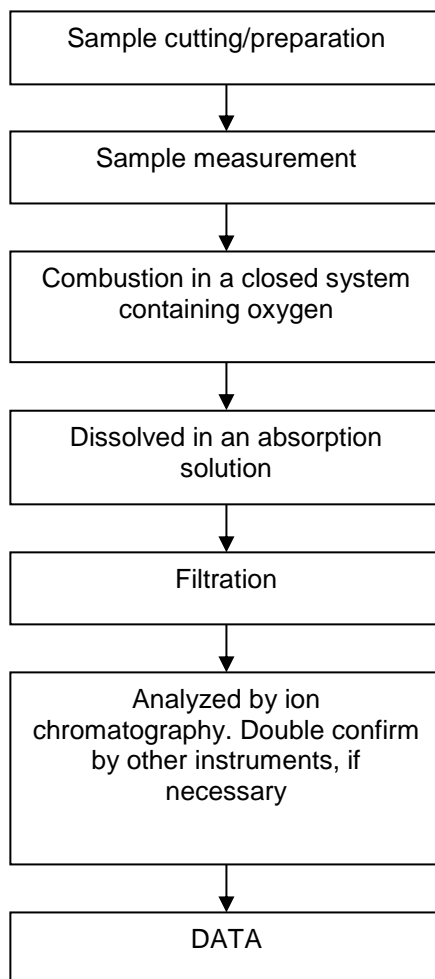 Sample cutting/preparation
Sample measurement
Combustion in a closed system
containing oxygen
Dissolved in an absorption
solution
Filtration
Analyzed by ion
chromatography. Double confirm
by other instruments, if
necessary
DATA